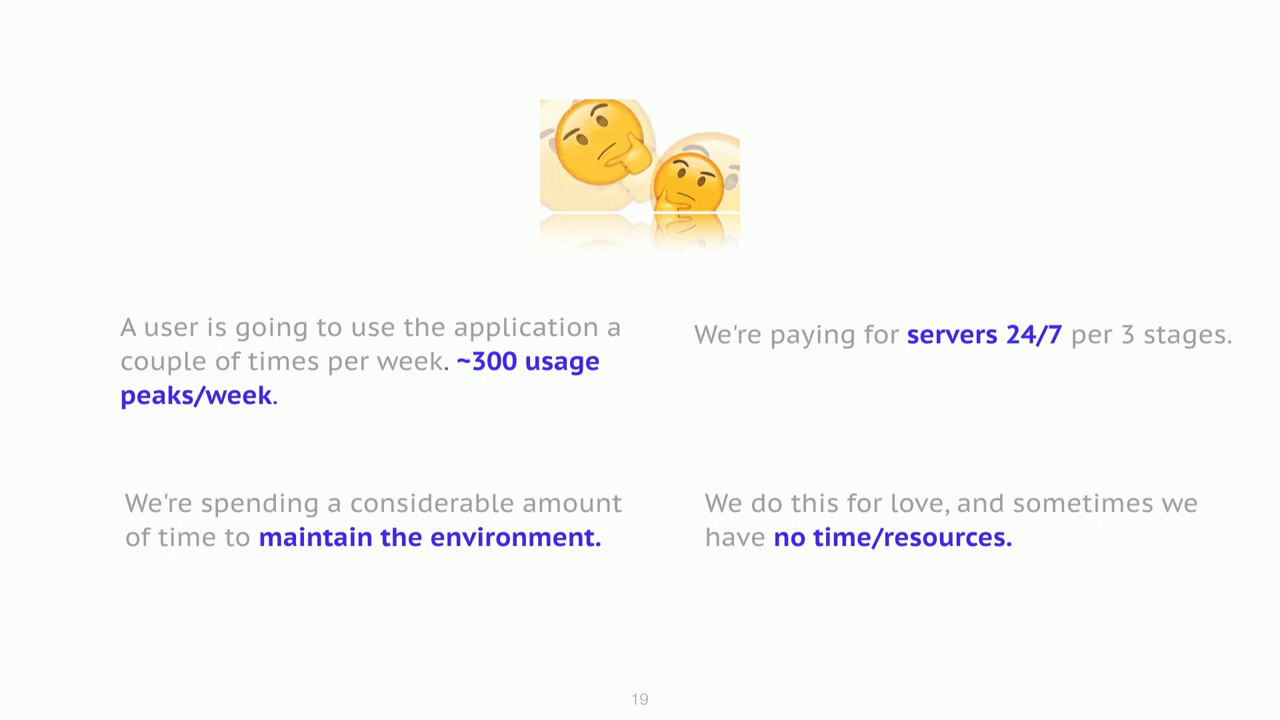 A user is going to use the application a
couple of times per week. ~300 usage
peaks/week.
We're paying for servers 24/7 per 3 stages.
We're spending a considerable amount
of time to maintain the environment.
We do this for love, and sometimes we
have no time/resources.
19